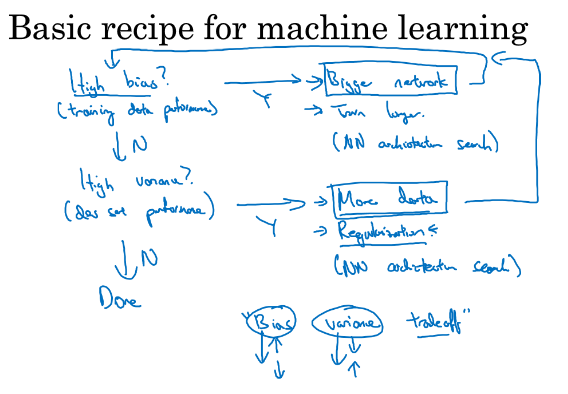 Basic recipe for machine learning
High bias?
Y
Bigger network
(training data performance)
Train longer.
N
(NN architecture search)
High variance?
Y
More data
(dev set performance)
Regularization
N
(NN architecture search)
Done
"Bias variance tradeoff"